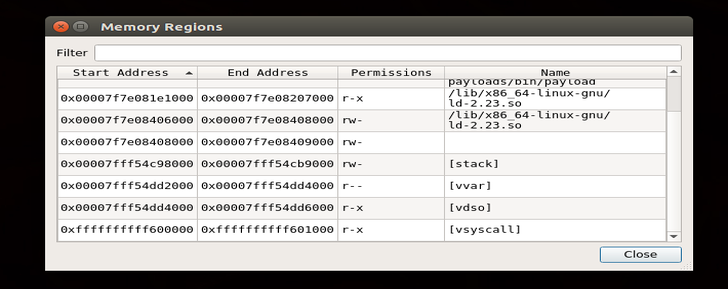 Memory Regions
Filter
Start Address End Address Permissions Name
payloads/bin/payload
0x00007f7e081e1000 0x00007f7e08207000 r-x /lib/x86_64-linux-gnu/
ld-2.23.so
0x00007f7e08406000 0x00007f7e08408000 rw- /lib/x86_64-linux-gnu/
ld-2.23.so
0x00007f7e08408000 0x00007f7e08409000 rw-
0x00007fff54c98000 0x00007fff54cb9000 rw- [stack]
0x00007fff54dd2000 0x00007fff54dd4000 r-- [vvar]
0x00007fff54dd4000 0x00007fff54dd6000 r-x [vdso]
0xffffffffff600000 0xffffffffff601000 r-x [vsyscall]
Close